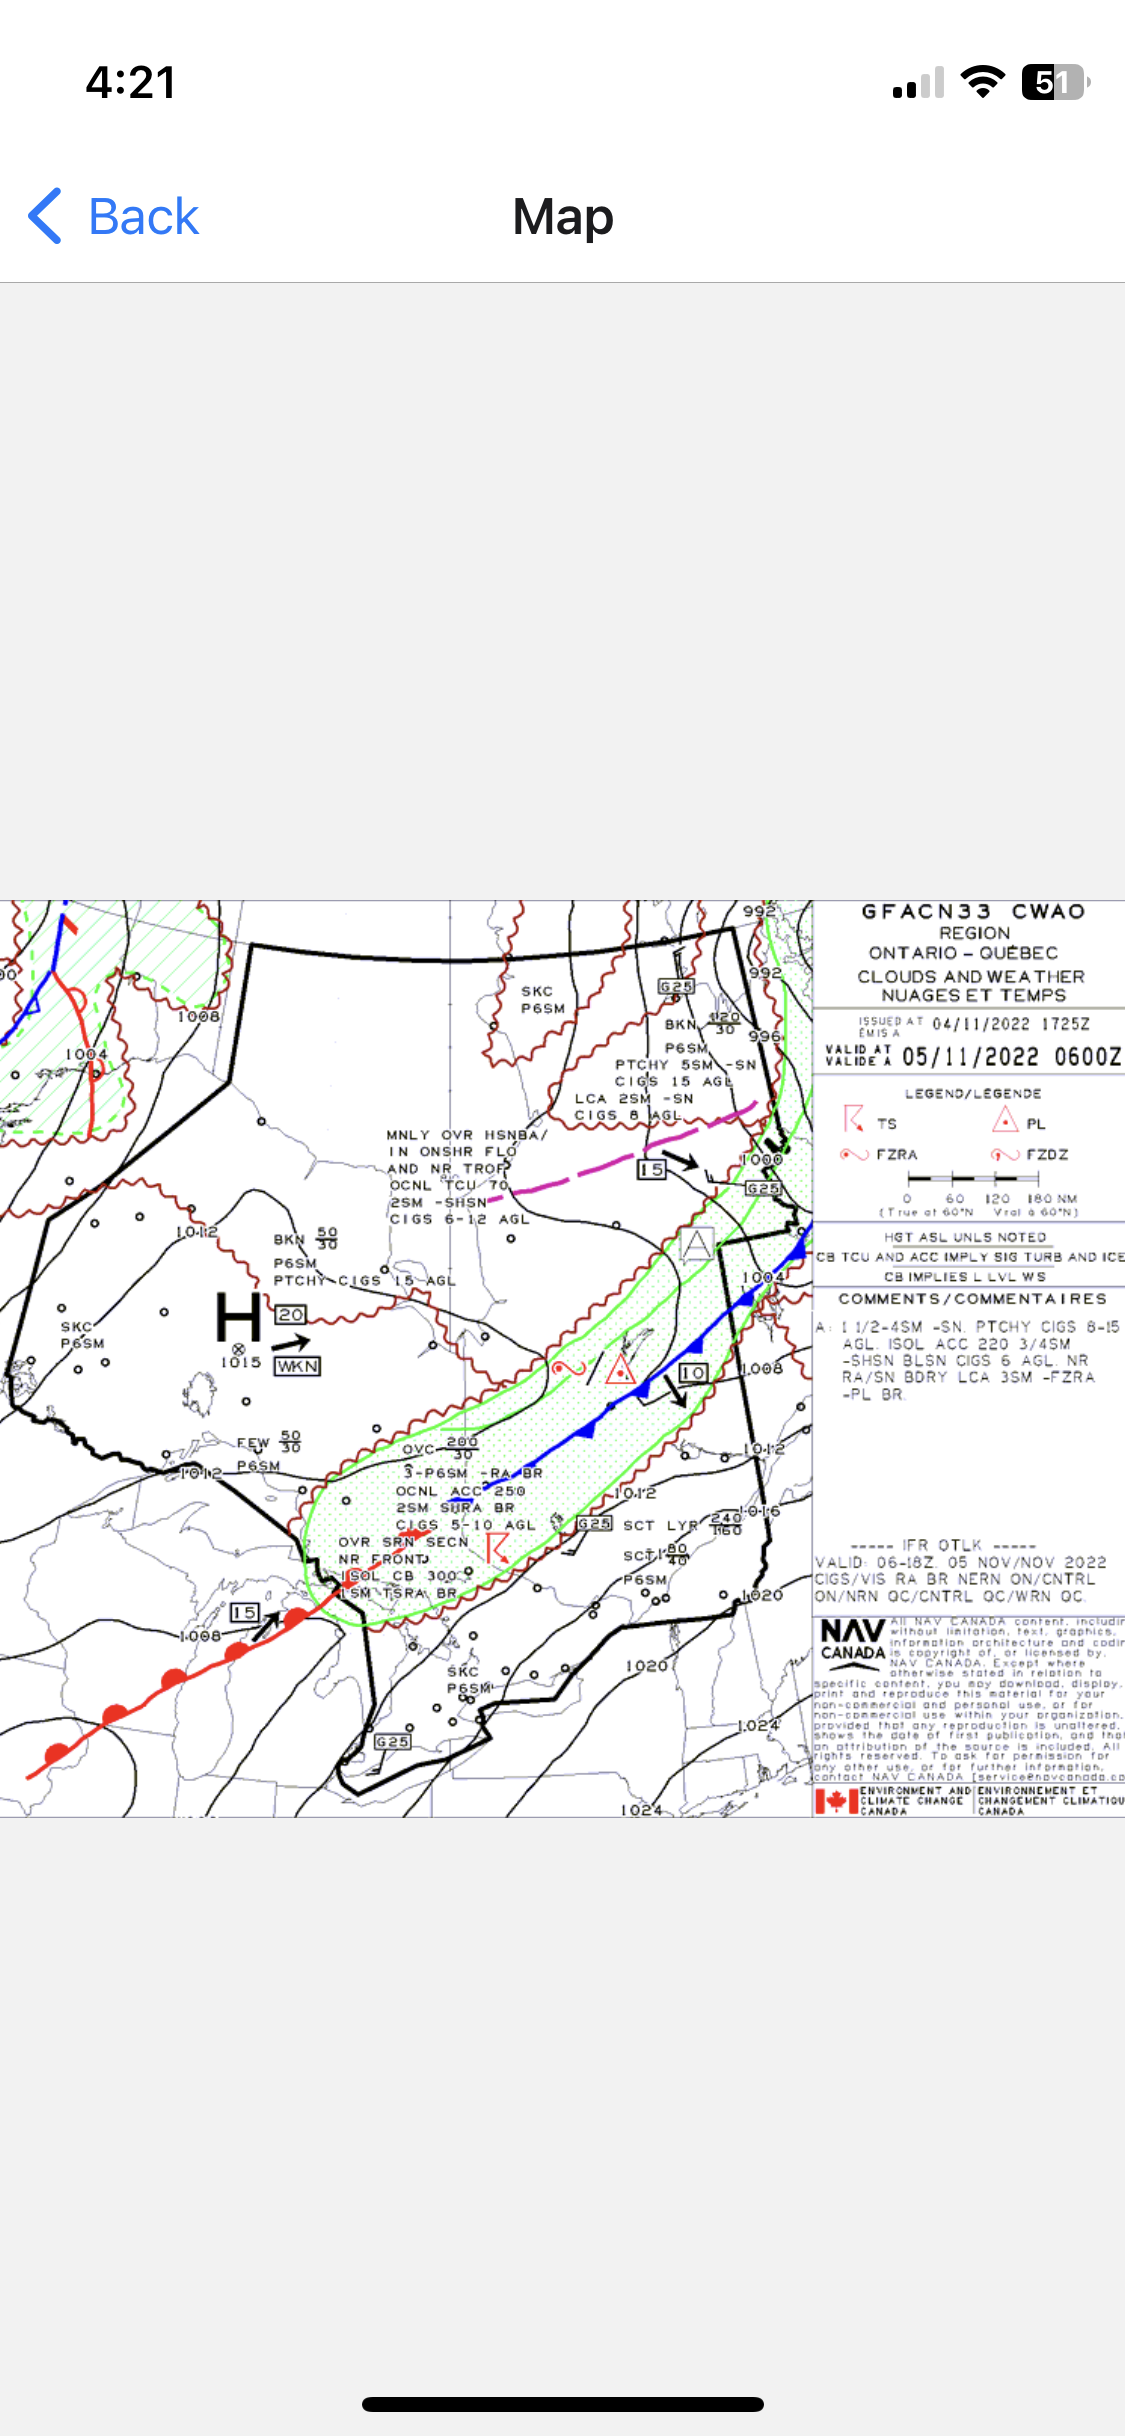 4:21
51
Back
Map
GFACN33 CWAO
REGION
ONTARIO - QUÉBEC
CLOUDS AND WEATHER
NUAGES ET TEMPS
ISSUED AT 04/11/2022 1725Z
ÉMIS A
VALID AT 05/11/2022 0600Z
VALIDE A
LEGEND/LÉGENDE
TS
PL
FZRA
FZDZ
0 60 120 180 NM
(True at 60°N Vrai à 60°N)
HGT ASL UNLS NOTED
CB TCU AND ACC IMPLY SIG TURB AND ICE
CB IMPLIES L LVL WS
COMMENTS/COMMENTAIRES
A: 1 1/2-4SM -SN. PTCHY CIGS 8-15
AGL. ISOL ACC 220 3/4SM
-SHSN BLSN CIGS 6 AGL. NR
RA/SN BDRY LCA 3SM -FZRA
-PL BR.
----- IFR OTLK -----
VALID: 06-18Z. 05 NOV/NOV 2022
CIGS/VIS RA BR NERN ON/CNTRL
ON/NRN QC/CNTRL QC/WRN QC.
NAV
CANADA
All NAV CANADA content, includin
without limitation, text, graphics,
information architecture and codin
is copyright of, or licensed by,
NAV CANADA. Except where
otherwise stated in relation to
specific content, you may download, display,
print and reproduce this material for your
non-commercial and personal use, or for
non-commercial use within your organization,
provided that any reproduction is unaltered,
shows the date of first publication, and that
an attribution of the source is included. All
rights reserved. To ask for permission for
any other use, or for further information,
contact NAV CANADA [service@navcanada.ca
ENVIRONMENT AND
CLIMATE CHANGE
CANADA
ENVIRONNEMENT ET
CHANGEMENT CLIMATIQU
CANADA
992
992
996
1008
1004
SKC
P6SM
G25
BKN 120/30
P6SM
PTCHY 5SM -SN
CIGS 15 AGL
LCA 2SM -SN
CIGS 8 AGL
MNLY OVR HSNBA/
IN ONSHR FLO
AND NR TROF
OCNL TCU 70
2SM -SHSN
CIGS 6-12 AGL
15
1000
G25
A
1004
1012
BKN 50/30
P6SM
PTCHY CIGS 15 AGL
SKC
P6SM
H
1015
20
WKN
10
1008
FEW 50/30
P6SM
1012
OVC 200/30
3-P6SM -RA BR
OCNL ACC 250
2SM SHRA BR
CIGS 5-10 AGL
OVR SRN SECN
NR FRONT
ISOL CB 300
1SM TSRA BR
1012
1012
G25
SCT LYR 240/160
SCT 80/40
P6SM
1016
1020
15
1008
SKC
P6SM
1020
G25
1024
1024